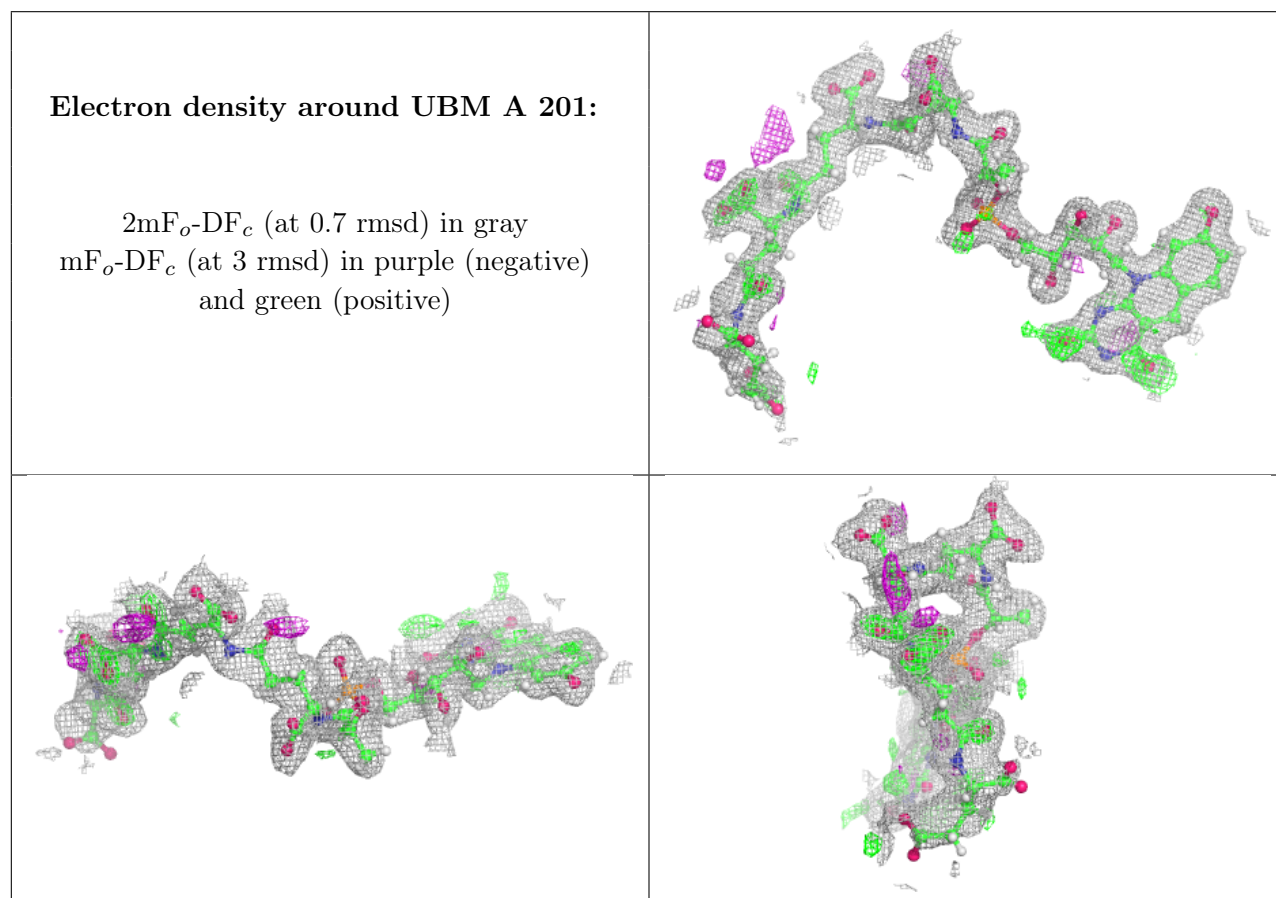 Electron density around UBM A 201:
2mFo-DFc (at 0.7 rmsd) in gray
mFo-DFc (at 3 rmsd) in purple (negative)
and green (positive)